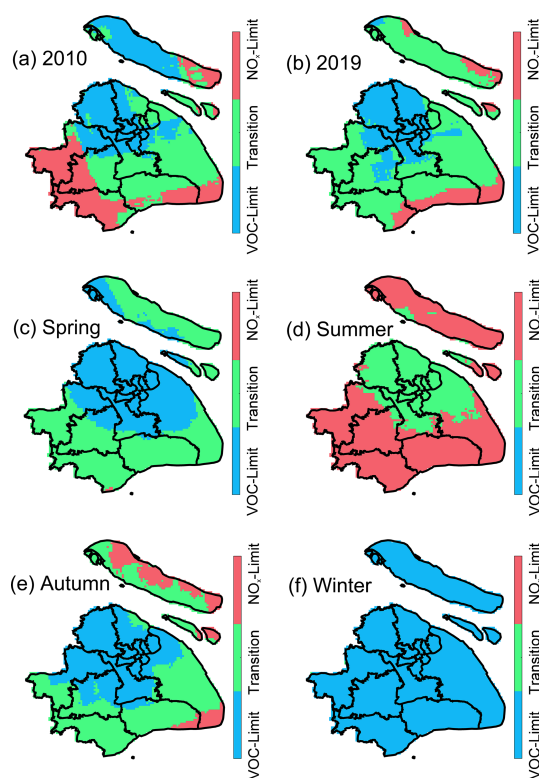 (a) 2010
VOC-Limit Transition NOₓ-Limit
(b) 2019
VOC-Limit Transition NOₓ-Limit
(c) Spring
VOC-Limit Transition NOₓ-Limit
(d) Summer
VOC-Limit Transition NOₓ-Limit
(e) Autumn
VOC-Limit Transition NOₓ-Limit
(f) Winter
VOC-Limit Transition NOₓ-Limit